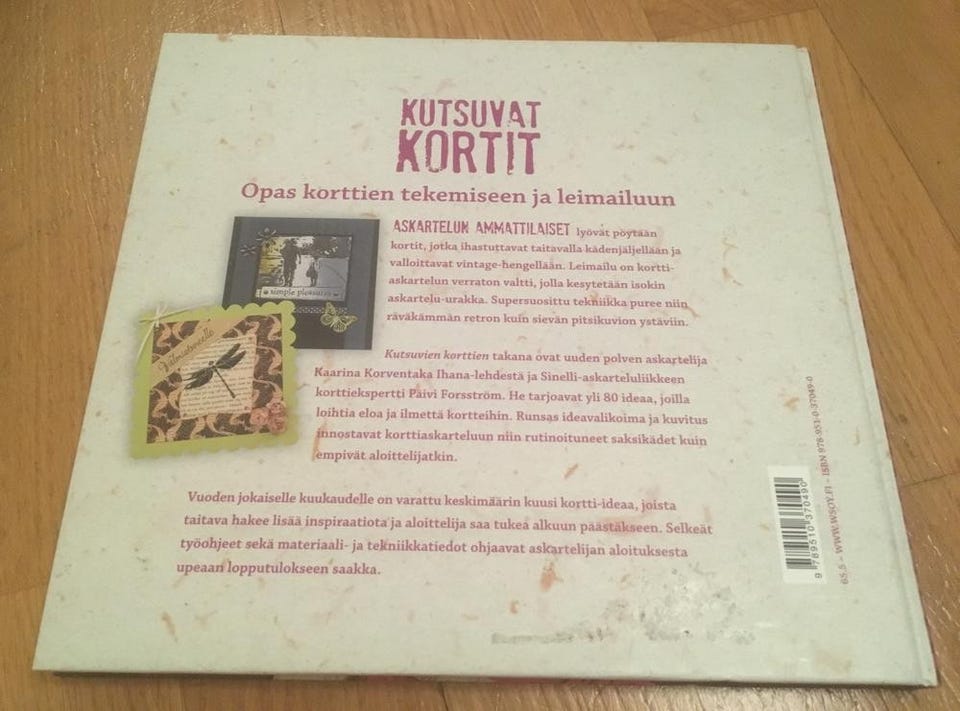 KUTSUVAT
KORTIT
Opas korttien tekemiseen ja leimailuun
ASKARTELUN AMMATTILAISET lyövät pöytään
kortit, jotka ihastuttavat taitavalla kädenjäljellään ja
valloittavat vintage-hengellään. Leimailu on kortti-
askartelun verraton valtti, jolla kesytetään isokin
askartelu-urakka. Supersuosittu tekniikka puree niin
räväkämmän retron kuin sievän pitsikuvion ystäviin.
simple pleasures
Valmistuneelle
Kutsuvien korttien takana ovat uuden polven askartelija
Kaarina Korventaka Ihana-lehdestä ja Sinelli-askarteluliikkeen
korttiekspertti Päivi Forsström. He tarjoavat yli 80 ideaa, joilla
loihtia eloa ja ilmettä kortteihin. Runsas ideavalikoima ja kuvitus
innostavat korttiaskarteluun niin rutinoituneet saksikädet kuin
empivät aloittelijatkin.
Vuoden jokaiselle kuukaudelle on varattu keskimäärin kuusi kortti-ideaa, joista
taitava hakee lisää inspiraatiota ja aloittelija saa tukea alkuun päästäkseen. Selkeät
työohjeet sekä materiaali- ja tekniikkatiedot ohjaavat askartelijan aloituksesta
upeaan lopputulokseen saakka.
9 789510 370490
65.5 – WWW.WSOY.FI – ISBN 978-951-0-37049-0